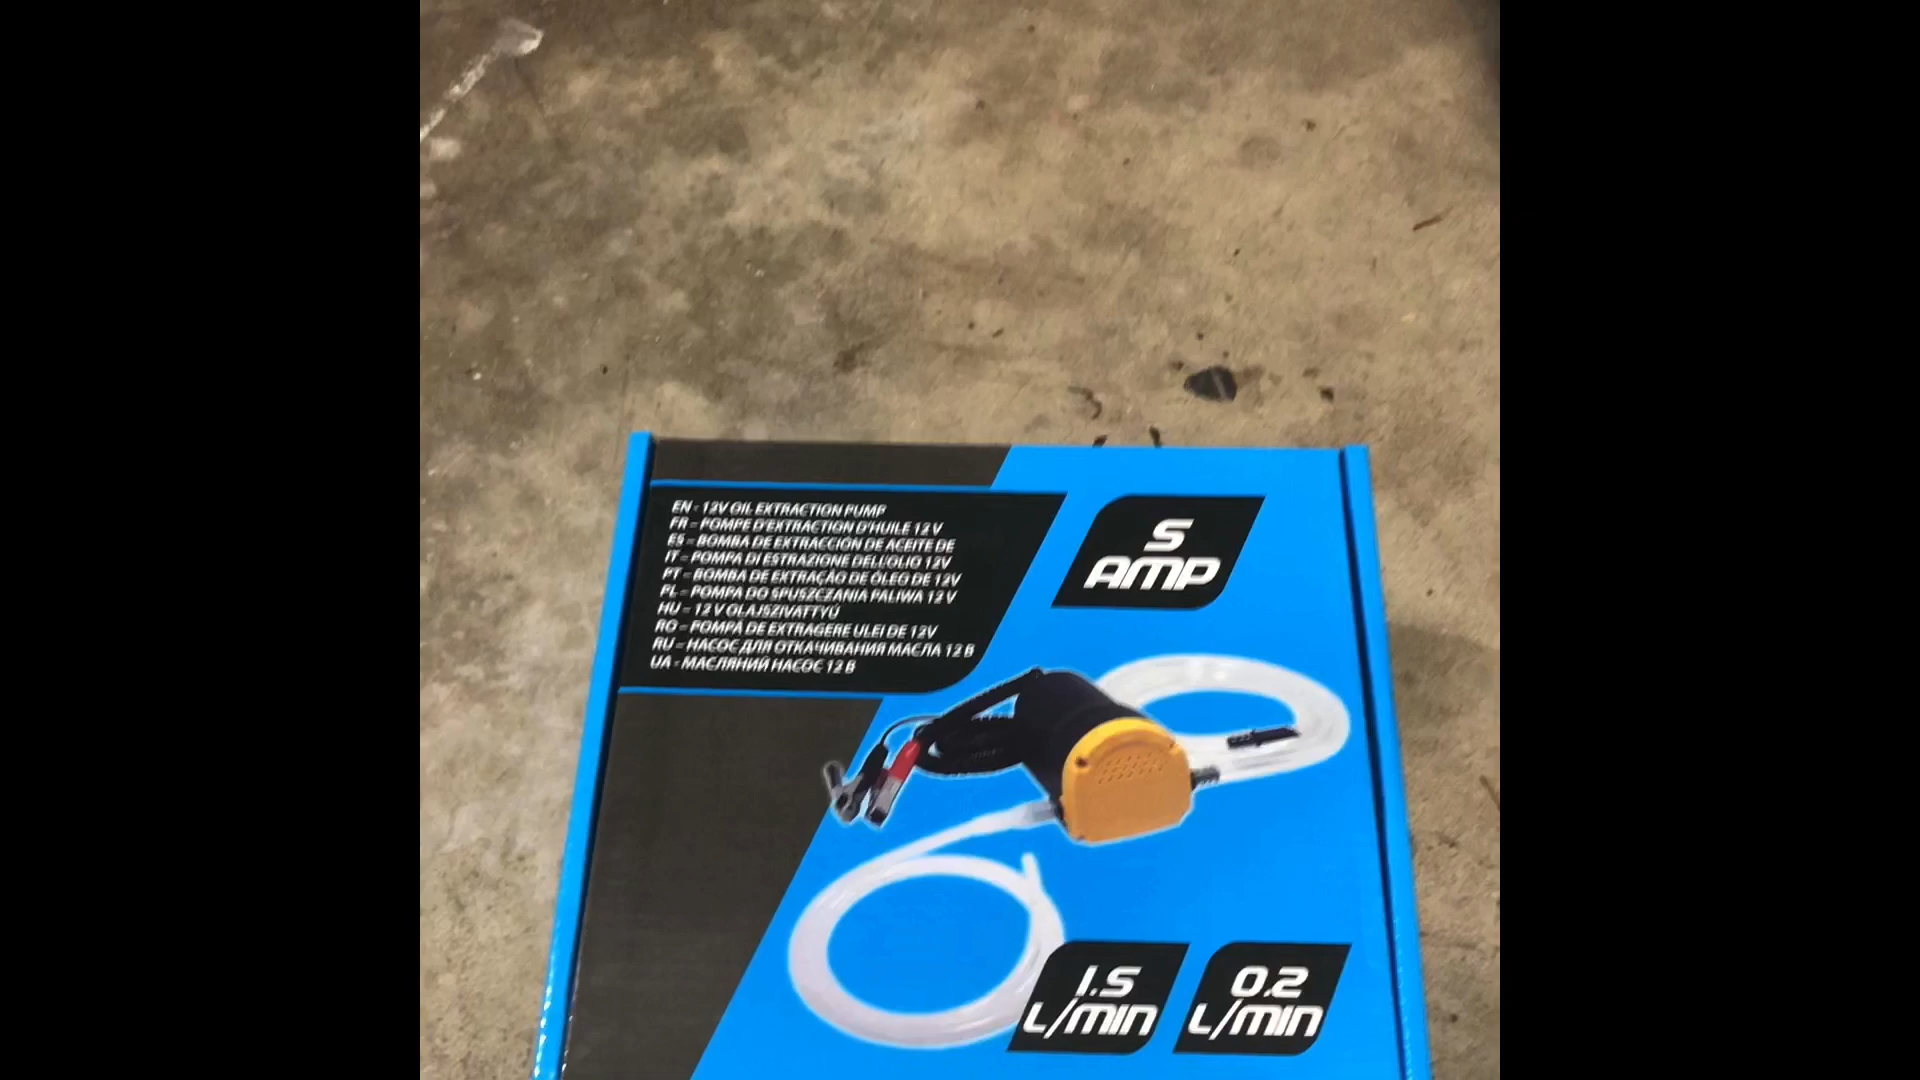 EN - 12V OIL EXTRACTION PUMP
FR - POMPE D'EXTRACTION D'HUILE 12 V
ES - BOMBA DE EXTRACCIÓN DE ACEITE DE
IT - POMPA DI ESTRAZIONE DELL'OLIO 12V
PT - BOMBA DE EXTRAÇÃO DE ÓLEO DE 12V
PL - POMPA DO SPUSZCZANIA PALIWA 12 V
HU - 12 V OLAJSZIVATTYÚ
RO - POMPĂ DE EXTRAGERE ULEI DE 12V
RU - НАСОС ДЛЯ ОТКАЧИВАНИЯ МАСЛА 12 В
UA - МАСЛЯНИЙ НАСОС 12 В
5
AMP
1.5
L/min
0.2
L/min